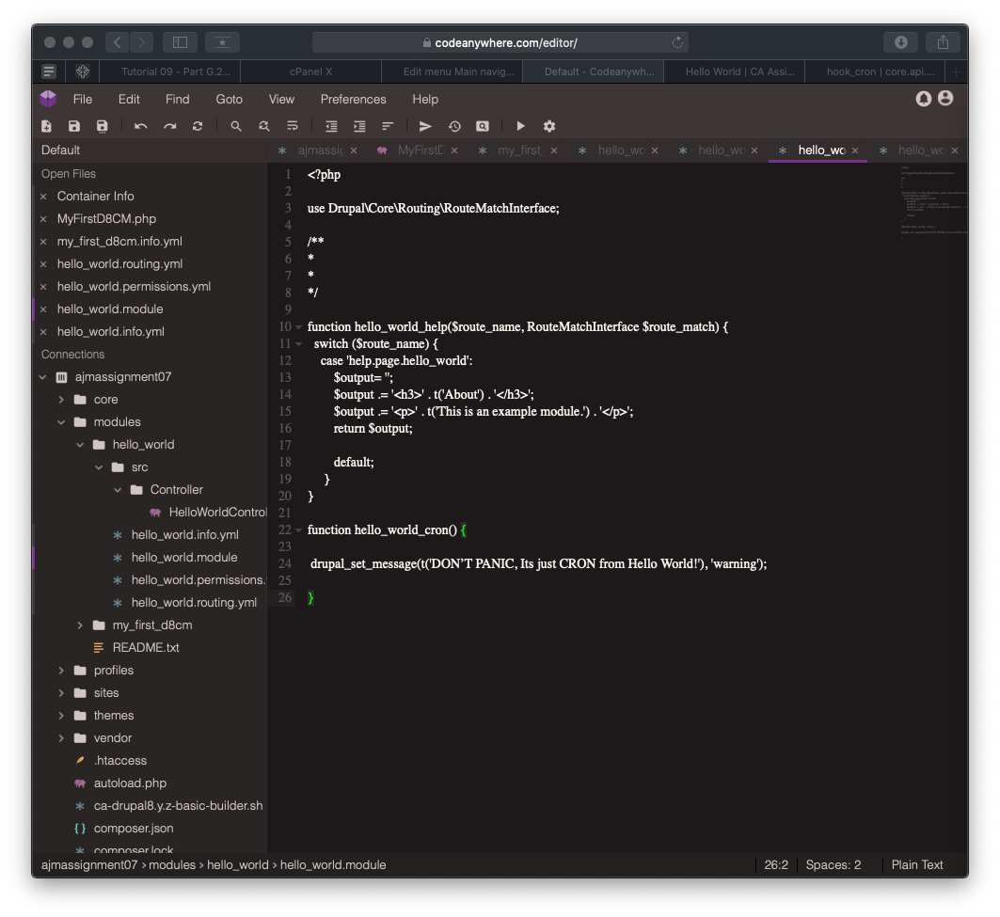 codeanywhere.com/editor/
Tutorial 09 - Part G.2...
cPanel X
Edit menu Main navig...
Default - Codeanywh...
Hello World | CA Assi...
hook_cron | core.api....
File Edit Find Goto View Preferences Help
Default
ajmassig
MyFirstD
my_first_
hello_wo
hello_wo
hello_wo
hello_wo
Open Files
Container Info
MyFirstD8CM.php
my_first_d8cm.info.yml
hello_world.routing.yml
hello_world.permissions.yml
hello_world.module
hello_world.info.yml
Connections
ajmassignment07
core
modules
hello_world
src
Controller
HelloWorldControl
hello_world.info.yml
hello_world.module
hello_world.permissions.
hello_world.routing.yml
my_first_d8cm
README.txt
profiles
sites
themes
vendor
.htaccess
autoload.php
ca-drupal8.y.z-basic-builder.sh
composer.json
composer.lock
1 <?php
2
3 use Drupal\Core\Routing\RouteMatchInterface;
4
5 /**
6 *
7 *
8 */
9
10 function hello_world_help($route_name, RouteMatchInterface $route_match) {
11 switch ($route_name) {
12 case 'help.page.hello_world':
13 $output= '';
14 $output .= '<h3>' . t('About') . '</h3>';
15 $output .= '<p>' . t('This is an example module.') . '</p>';
16 return $output;
17
18 default;
19 }
20 }
21
22 function hello_world_cron() {
23
24 drupal_set_message(t('DON’T PANIC, Its just CRON from Hello World!'), 'warning');
25
26 }
ajmassignment07 › modules › hello_world › hello_world.module
26:2
Spaces: 2
Plain Text